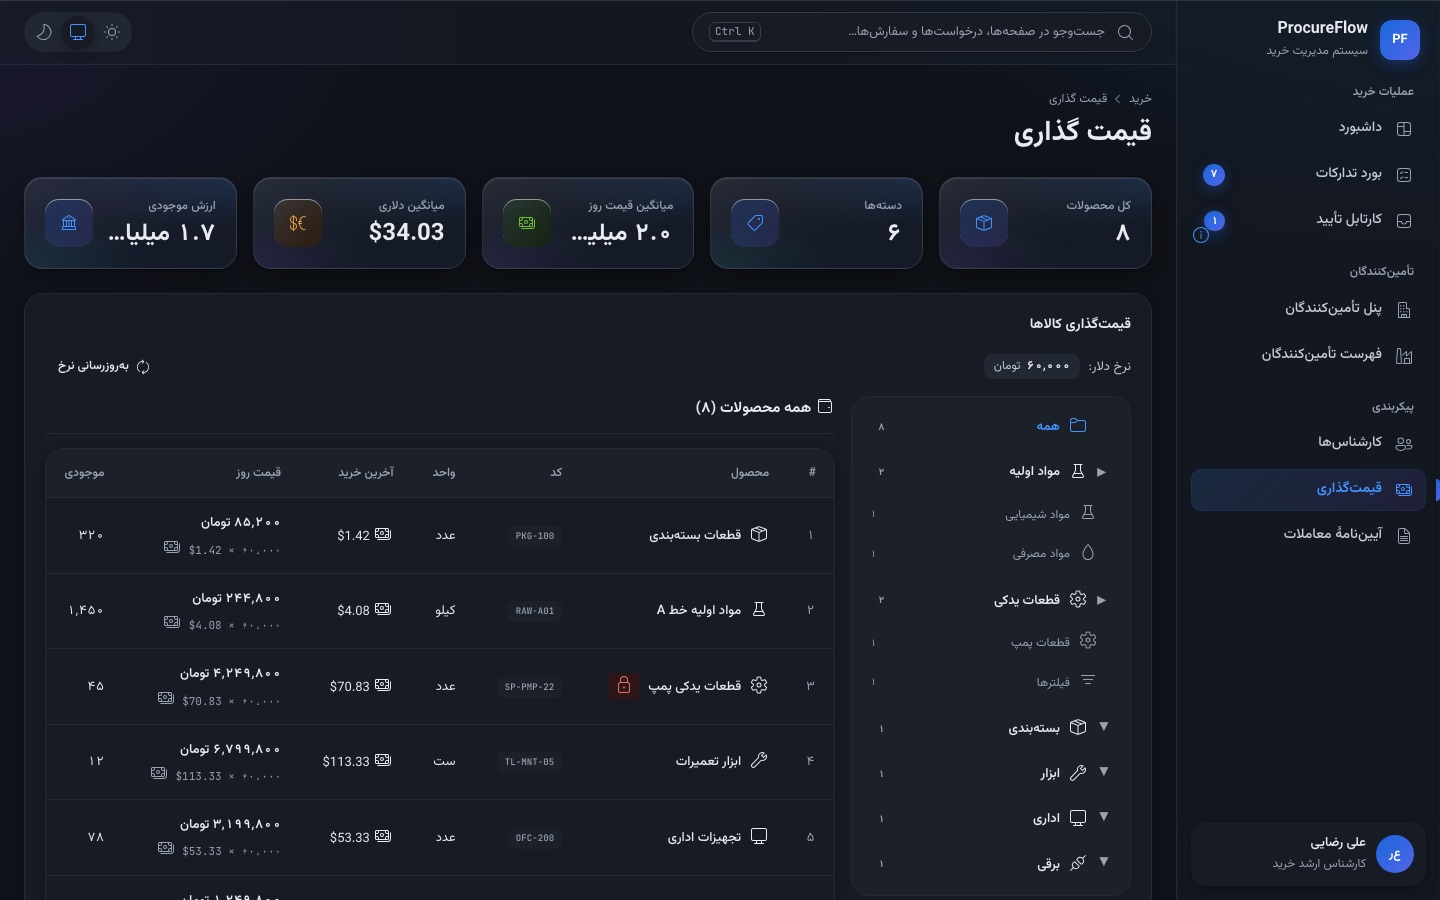 PF
ProcureFlow
سیستم مدیریت خرید
عملیات خرید
داشبورد
بورد تدارکات
۷
کارتابل تأیید
۱
تأمین‌کنندگان
پنل تأمین‌کنندگان
فهرست تأمین‌کنندگان
پیکربندی
کارشناس‌ها
قیمت‌گذاری
آیین‌نامهٔ معاملات
علی رضایی
کارشناس ارشد خرید
عر
جست‌وجو در صفحه‌ها، درخواست‌ها و سفارش‌ها…
Ctrl K
خرید
قیمت گذاری
قیمت گذاری
کل محصولات
۸
دسته‌ها
۶
میانگین قیمت روز
۲.۰ میلیـ…
میانگین دلاری
$34.03
ارزش موجودی
۱.۷ میلیا…
قیمت‌گذاری کالاها
نرخ دلار: ۶۰,۰۰۰ تومان
به‌روزرسانی نرخ
همه ۸
▶ مواد اولیه ۲
مواد شیمیایی ۱
مواد مصرفی ۱
▶ قطعات یدکی ۲
قطعات پمپ ۱
فیلترها ۱
▼ بسته‌بندی ۱
▼ ابزار ۱
▼ اداری ۱
▼ برقی ۱
همه محصولات (۸)
# محصول کد واحد آخرین خرید قیمت روز موجودی
۱ قطعات بسته‌بندی PKG-100 عدد $1.42 ۸۵,۲۰۰ تومان ۳۲۰
$1.42 × ۶۰,۰۰۰
۲ مواد اولیه خط A RAW-A01 کیلو $4.08 ۲۴۴,۸۰۰ تومان ۱,۴۵۰
$4.08 × ۶۰,۰۰۰
۳ قطعات یدکی پمپ SP-PMP-22 عدد $70.83 ۴,۲۴۹,۸۰۰ تومان ۴۵
$70.83 × ۶۰,۰۰۰
۴ ابزار تعمیرات TL-MNT-05 ست $113.33 ۶,۷۹۹,۸۰۰ تومان ۱۲
$113.33 × ۶۰,۰۰۰
۵ تجهیزات اداری OFC-200 عدد $53.33 ۳,۱۹۹,۸۰۰ تومان ۷۸
$53.33 × ۶۰,۰۰۰